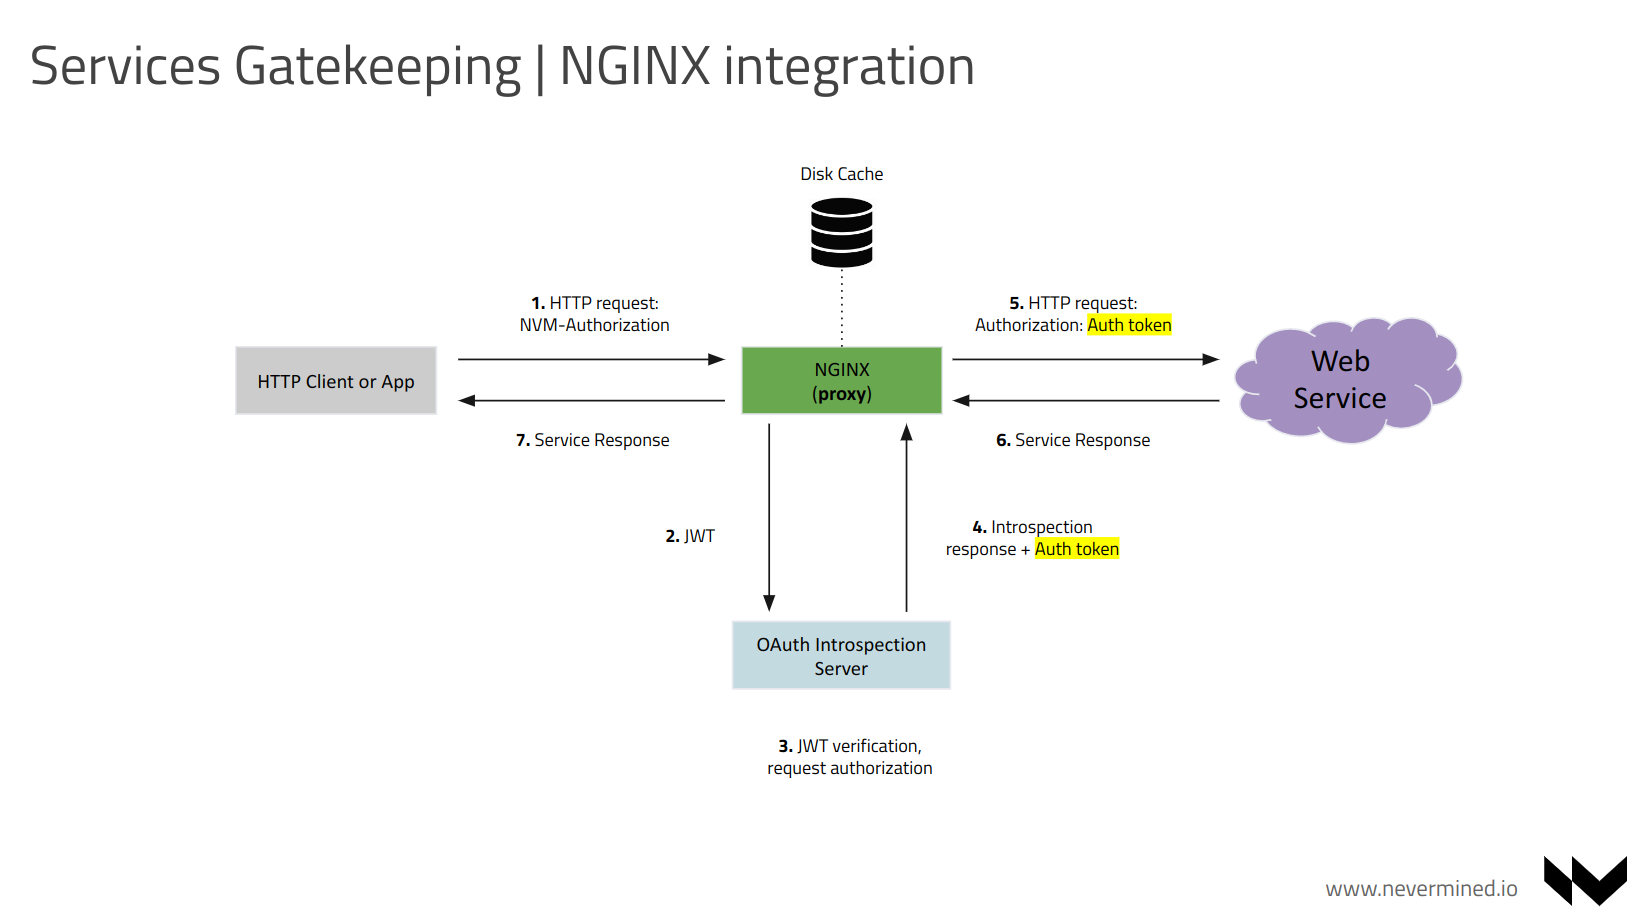 Services Gatekeeping | NGINX integration
Disk Cache
1. HTTP request:
NVM-Authorization
5. HTTP request:
Authorization: Auth token
HTTP Client or App
NGINX
(proxy)
Web
Service
7. Service Response
6. Service Response
2. JWT
4. Introspection
response + Auth token
OAuth Introspection
Server
3. JWT verification,
request authorization
www.nevermined.io